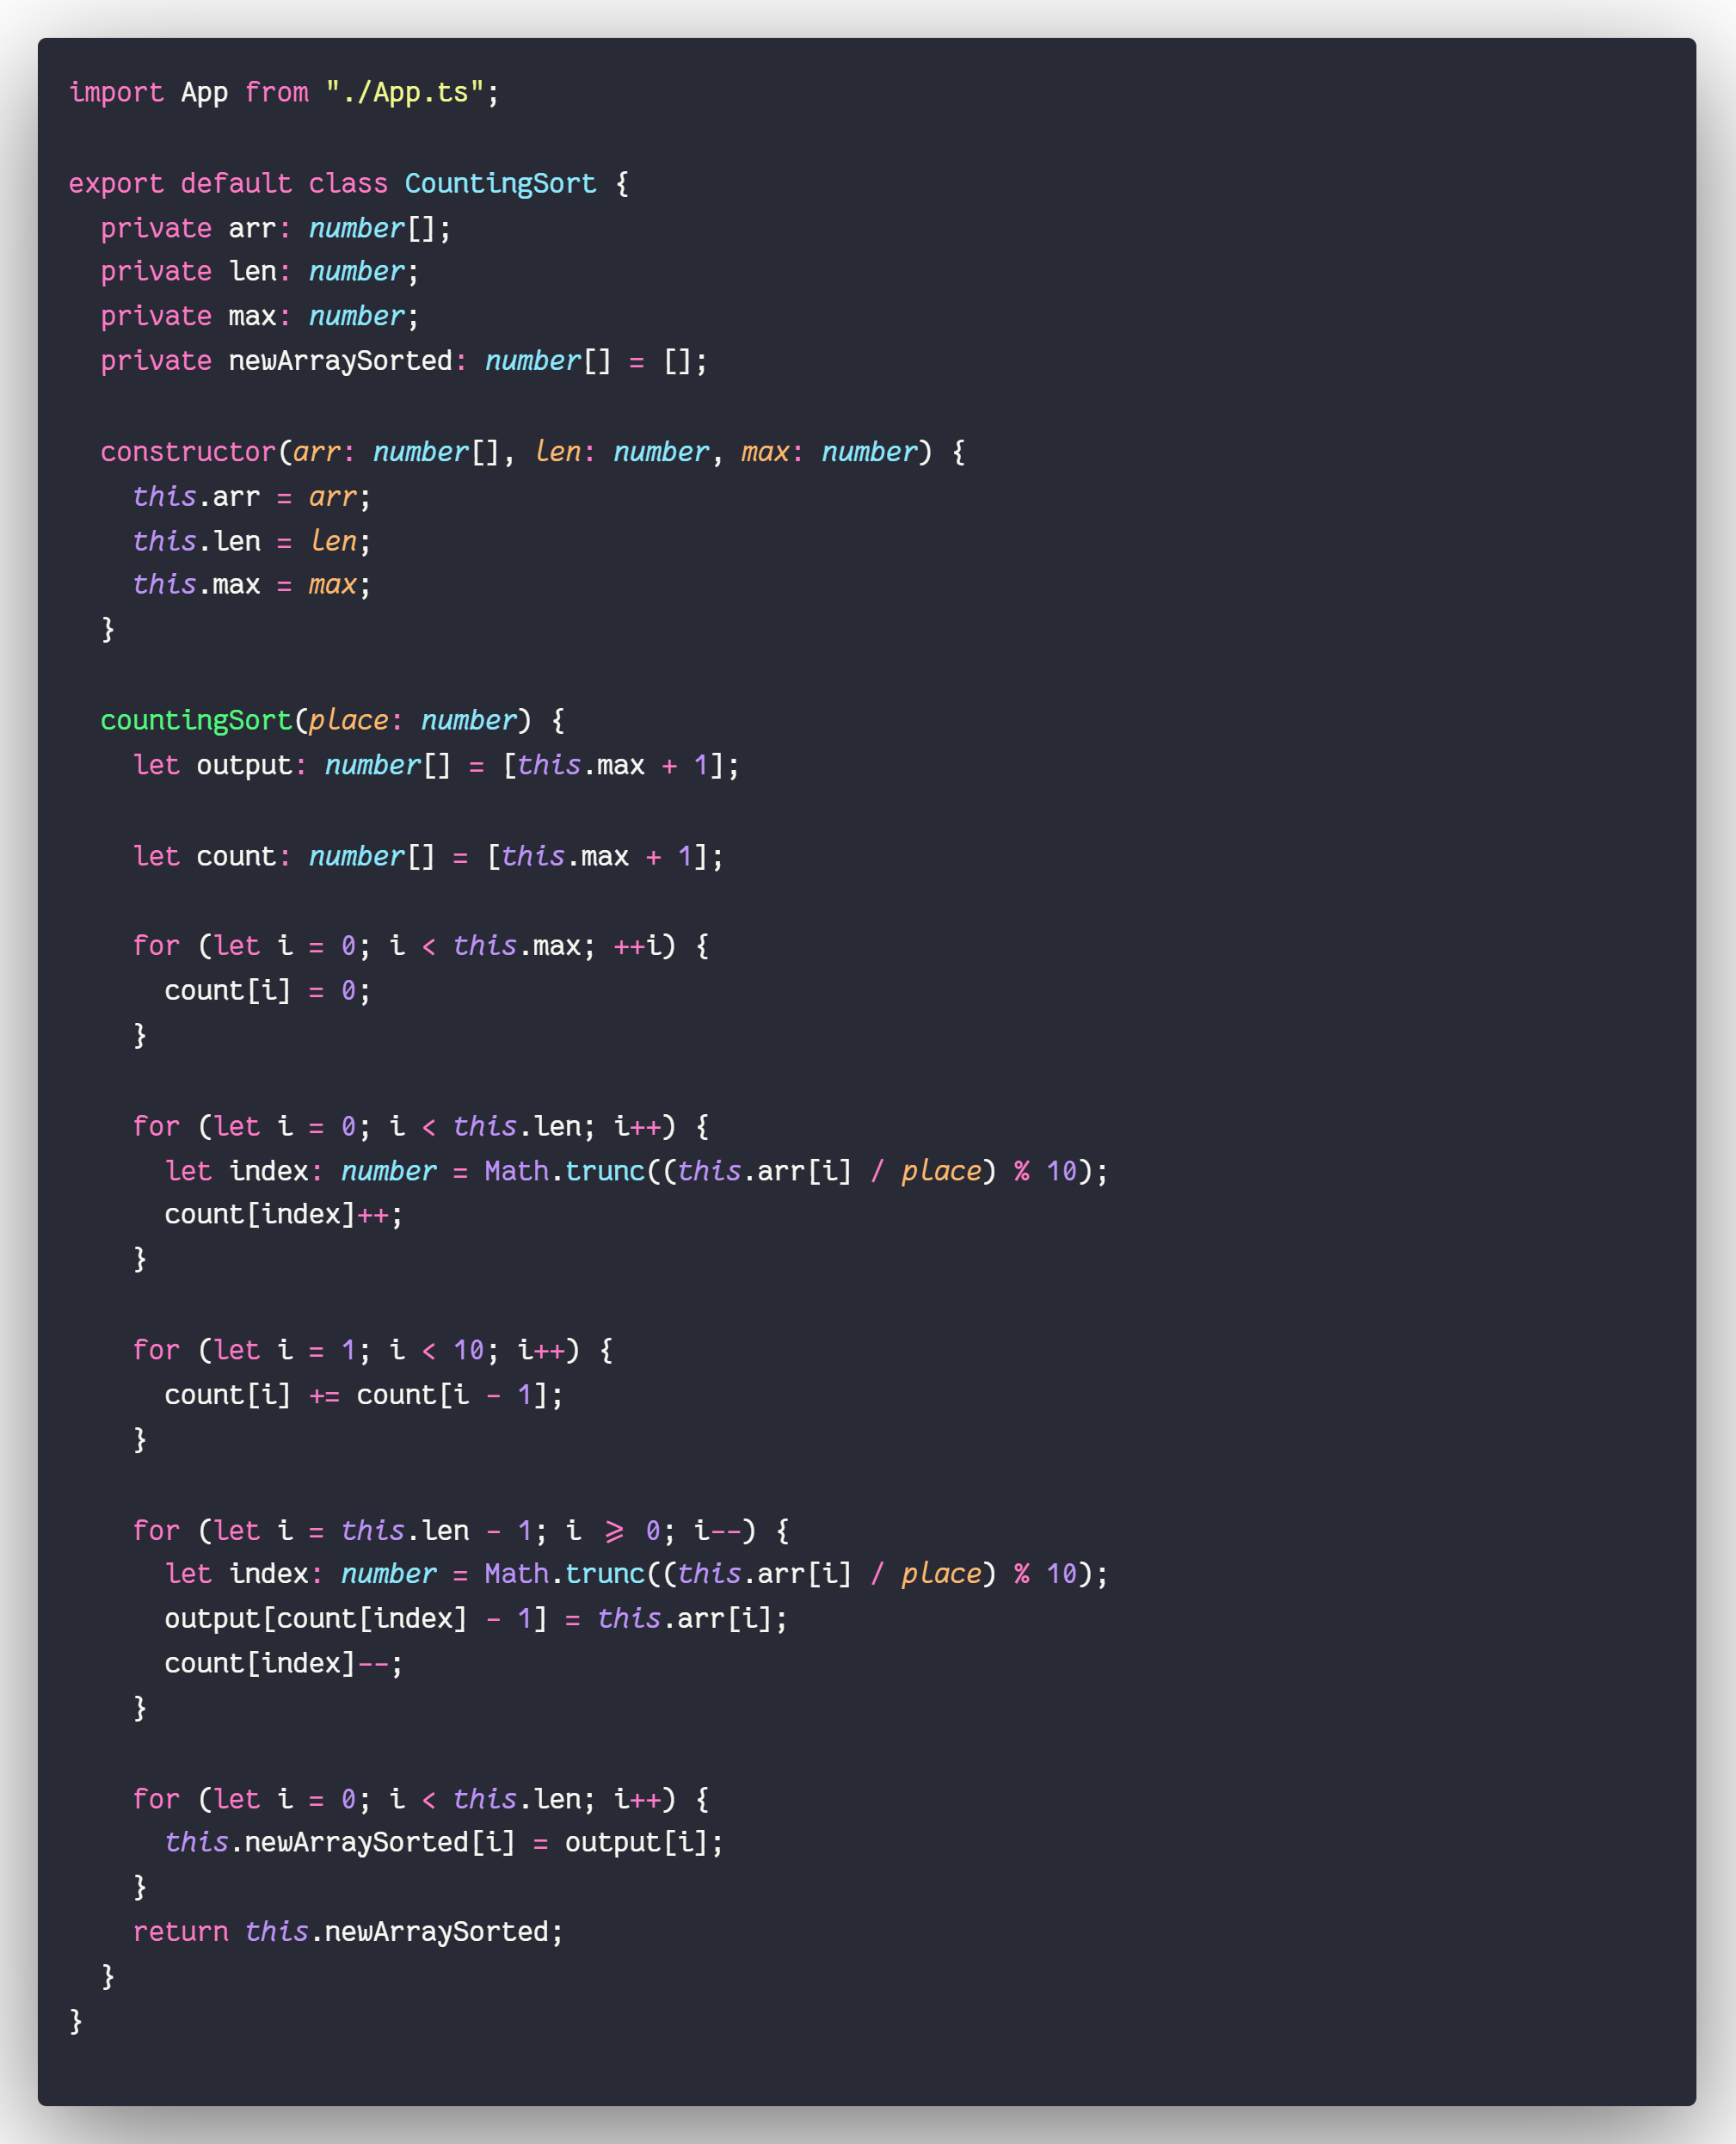 import App from "./App.ts";

export default class CountingSort {
  private arr: number[];
  private len: number;
  private max: number;
  private newArraySorted: number[] = [];

  constructor(arr: number[], len: number, max: number) {
    this.arr = arr;
    this.len = len;
    this.max = max;
  }

  countingSort(place: number) {
    let output: number[] = [this.max + 1];

    let count: number[] = [this.max + 1];

    for (let i = 0; i < this.max; ++i) {
      count[i] = 0;
    }

    for (let i = 0; i < this.len; i++) {
      let index: number = Math.trunc((this.arr[i] / place) % 10);
      count[index]++;
    }

    for (let i = 1; i < 10; i++) {
      count[i] += count[i - 1];
    }

    for (let i = this.len - 1; i >= 0; i--) {
      let index: number = Math.trunc((this.arr[i] / place) % 10);
      output[count[index] - 1] = this.arr[i];
      count[index]--;
    }

    for (let i = 0; i < this.len; i++) {
      this.newArraySorted[i] = output[i];
    }
    return this.newArraySorted;
  }
}